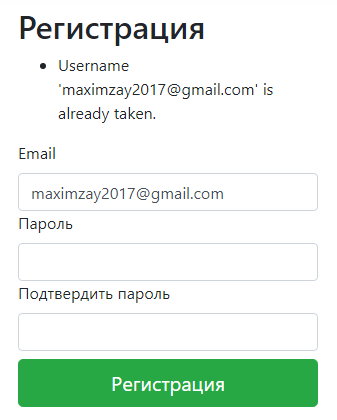 Регистрация
Username
'maximzay2017@gmail.com' is
already taken.
Email
maximzay2017@gmail.com
Пароль
Подтвердить пароль
Регистрация